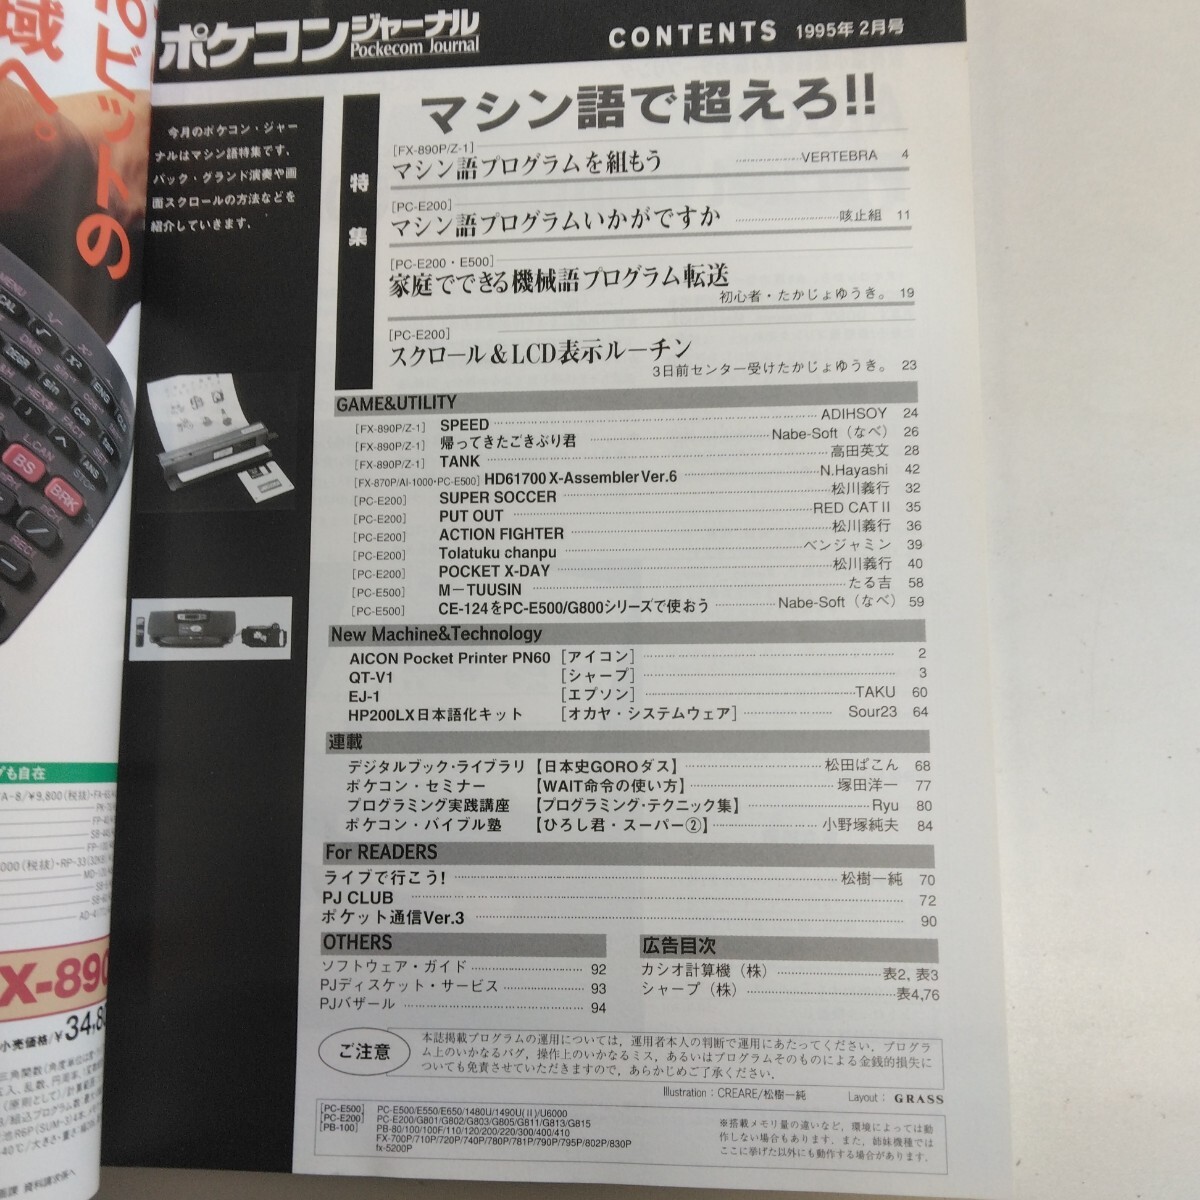 ポケコンジャーナル
Pockecom Journal
CONTENTS 1995年2月号
今月のポケコン・ジャー
ナルはマシン語特集です。
バック・グランド演奏や画
面スクロールの方法などを
紹介していきます。
特集
マシン語で超えろ!!
[FX-890P/Z-1]
マシン語プログラムを組もう VERTEBRA 4
[PC-E200]
マシン語プログラムいかがですか 咳止組 11
[PC-E200・E500]
家庭でできる機械語プログラム転送
初心者・たかじょゆうき。 19
[PC-E200]
スクロール&LCD表示ルーチン
3日前センター受けたかじょゆうき。 23
GAME&UTILITY
[FX-890P/Z-1] SPEED ADIHSOY 24
[FX-890P/Z-1] 帰ってきたごきぶり君 Nabe-Soft（なべ） 26
[FX-890P/Z-1] TANK 高田英文 28
[FX-870P/AI-1000・PC-E500] HD61700 X-Assembler Ver.6 N.Hayashi 42
[PC-E200] SUPER SOCCER 松川義行 32
[PC-E200] PUT OUT RED CAT II 35
[PC-E200] ACTION FIGHTER 松川義行 36
[PC-E200] Tolatuku chanpu ベンジャミン 39
[PC-E200] POCKET X-DAY 松川義行 40
[PC-E500] M－TUUSIN たる吉 58
[PC-E500] CE-124をPC-E500/G800シリーズで使おう Nabe-Soft（なべ） 59
New Machine&Technology
AICON Pocket Printer PN60 [アイコン] 2
QT-V1 [シャープ] 3
EJ-1 [エプソン] TAKU 60
HP200LX日本語化キット [オカヤ・システムウェア] Sour23 64
連載
デジタルブック・ライブラリ【日本史GOROダス】 松田ぱこん 68
ポケコン・セミナー【WAIT命令の使い方】 塚田洋一 77
プログラミング実践講座【プログラミング・テクニック集】 Ryu 80
ポケコン・バイブル塾【ひろし君・スーパー②】 小野塚純夫 84
For READERS
ライブで行こう! 松樹一純 70
PJ CLUB 72
ポケット通信Ver.3 90
OTHERS
ソフトウェア・ガイド 92
PJディスケット・サービス 93
PJバザール 94
広告目次
カシオ計算機（株） 表2, 表3
シャープ（株） 表4,76
ご注意
本誌掲載プログラムの運用については，運用者本人の判断で運用にあたってください．プログラ
ム上のいかなるバグ，操作上のいかなるミス，あるいはプログラムそのものによる金銭的損失に
ついても免責させていただきますので，あらかじめご了承ください．
Illustration：CREARE/松樹一純 Layout：GRASS
[PC-E500] PC-E500/E550/E650/1480U/1490U(II)/U6000
[PC-E200] PC-E200/G801/G802/G803/G805/G811/G813/G815
[PB-100] PB-80/100/100F/110/120/200/220/300/400/410
FX-700P/710P/720P/740P/780P/781P/790P/795P/802P/830P
fx-5200P
※搭載メモリ量の違いなど，環境によっては動
作しない場合もあります．また，姉妹機種では
ここに挙げた以外にも動作する場合があります．
ビットの
域へ。
MENU
CAL
DEGR
sin
cos
tan
ENG
CLS
ANS
BS
BRK
も自在
A-8/¥9,800(税抜)
000(税抜)・RP-33(32KB)
X-890
小売価格/¥34,8
資料請求係へ